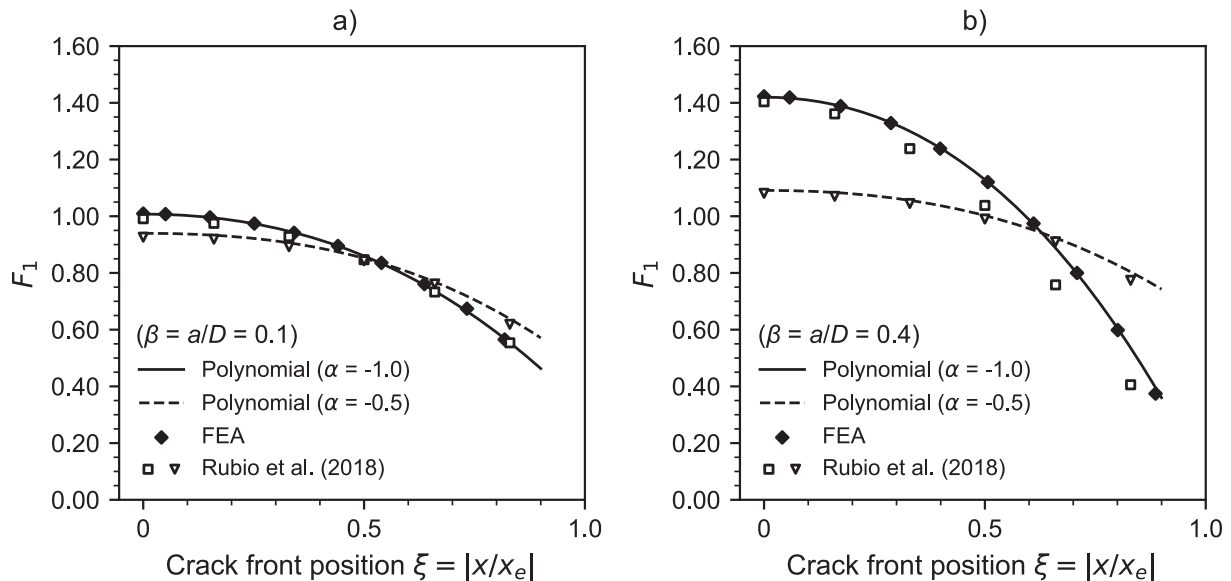 a)
1.60
1.40
1.20
1.00
0.80
0.60
0.40
0.20
0.00
F1
(β = a/D = 0.1)
Polynomial (α = -1.0)
Polynomial (α = -0.5)
FEA
Rubio et al. (2018)
0 0.5 1.0
Crack front position ξ = |x/xe|
b)
1.60
1.40
1.20
1.00
0.80
0.60
0.40
0.20
0.00
F1
(β = a/D = 0.4)
Polynomial (α = -1.0)
Polynomial (α = -0.5)
FEA
Rubio et al. (2018)
0 0.5 1.0
Crack front position ξ = |x/xe|